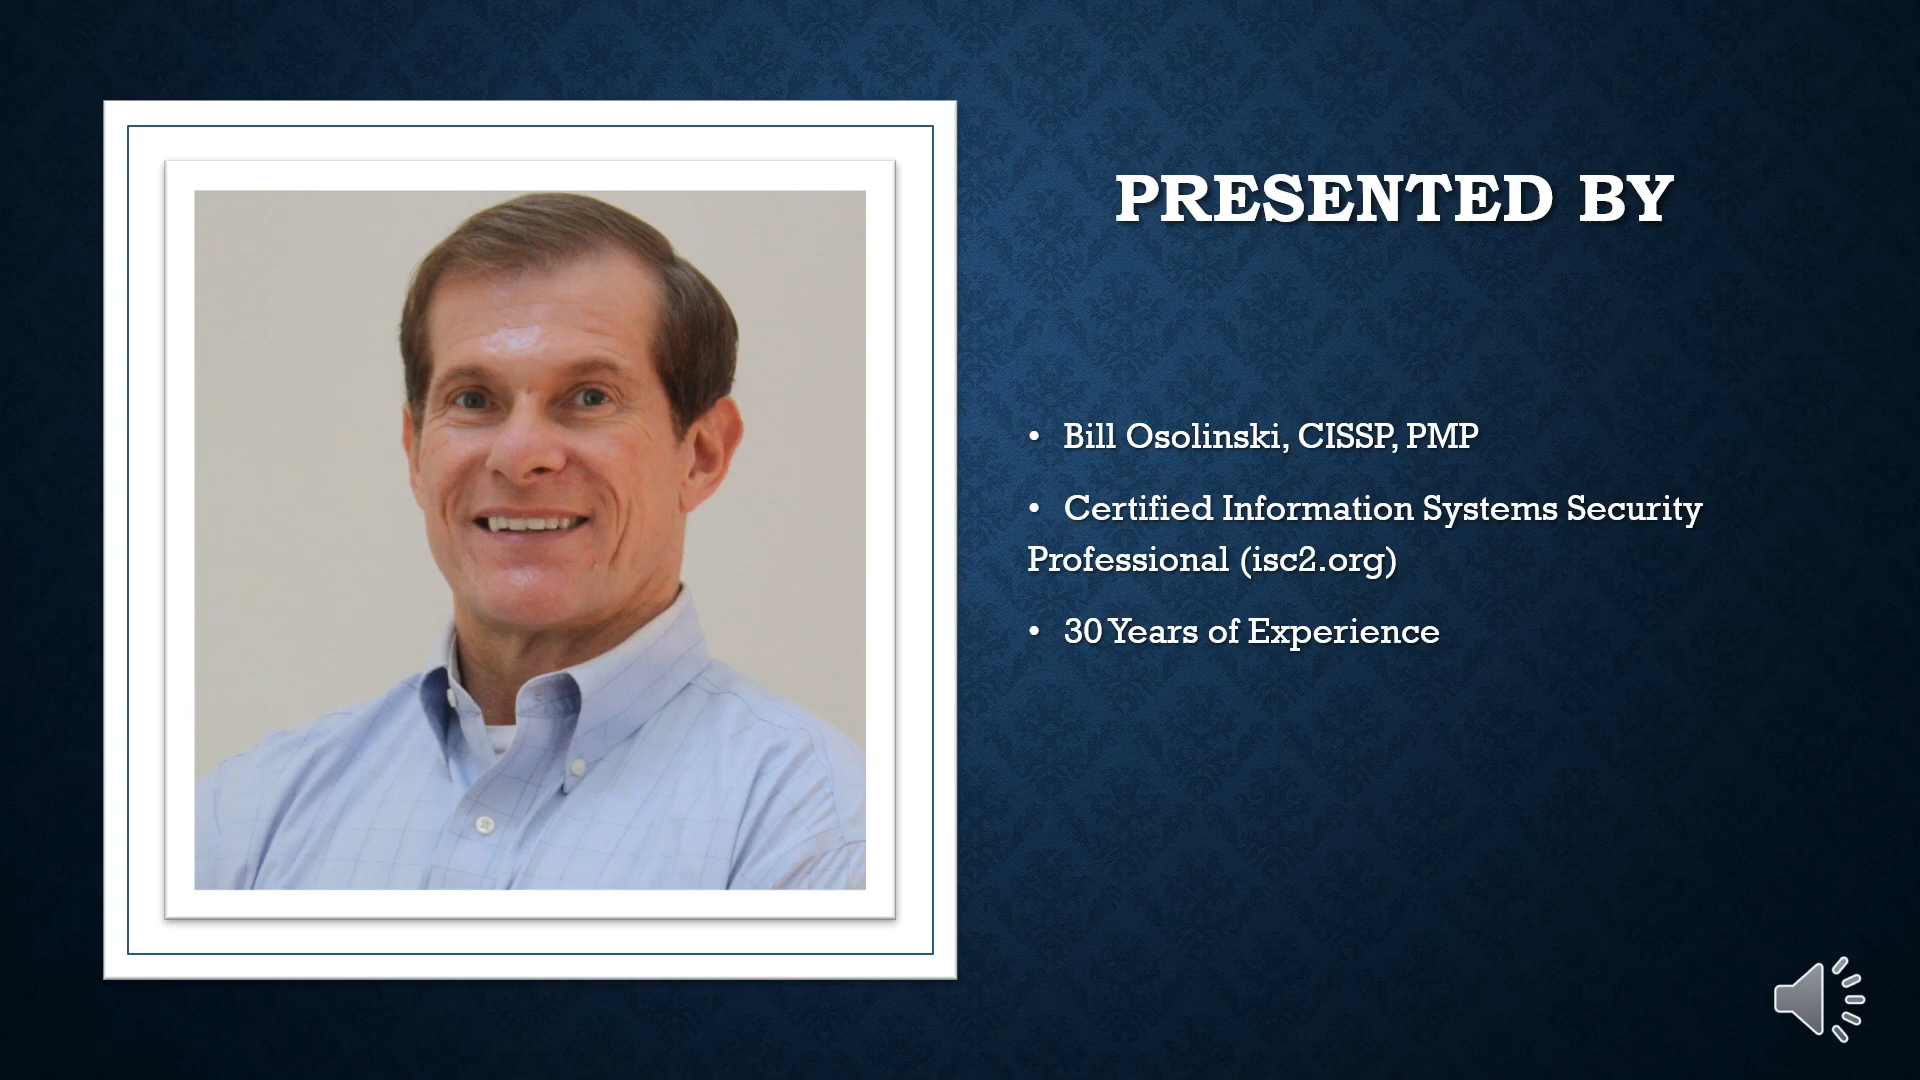 PRESENTED BY
• Bill Osolinski, CISSP, PMP
• Certified Information Systems Security
Professional (isc2.org)
• 30 Years of Experience